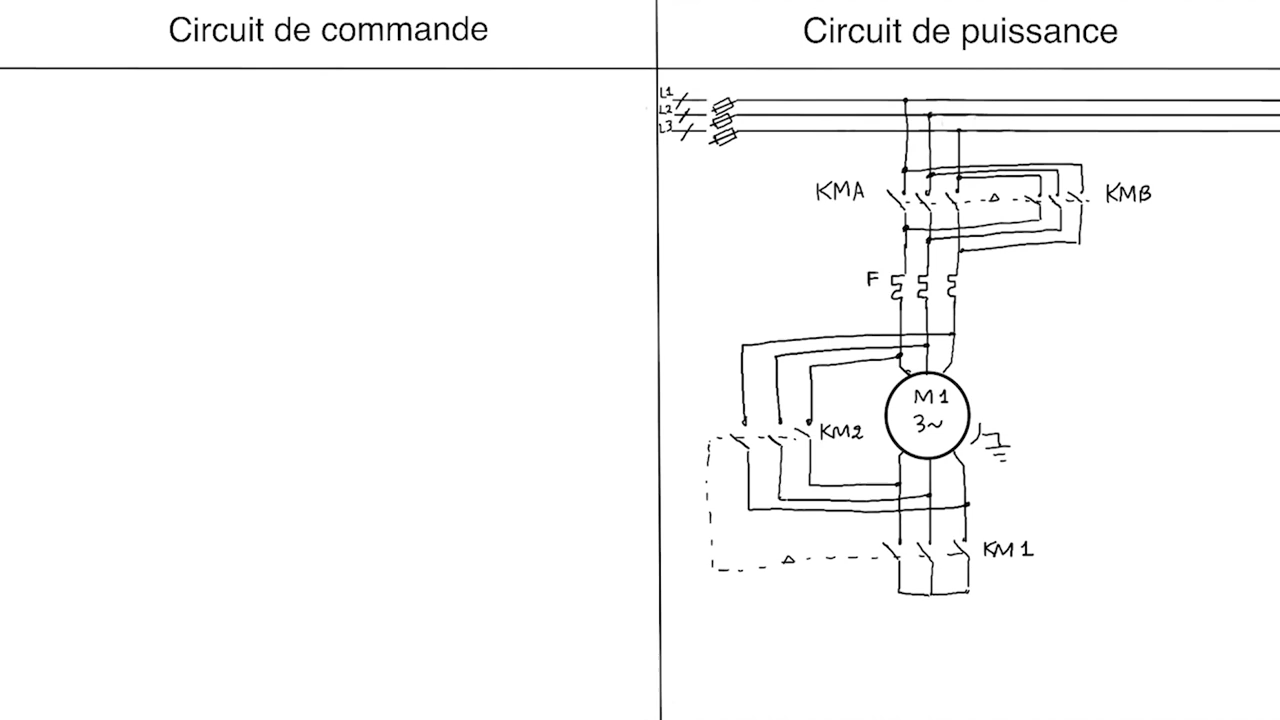 Circuit de commande
Circuit de puissance
L1
L2
L3
KMA
KMB
F
M1
3~
KM2
KM1